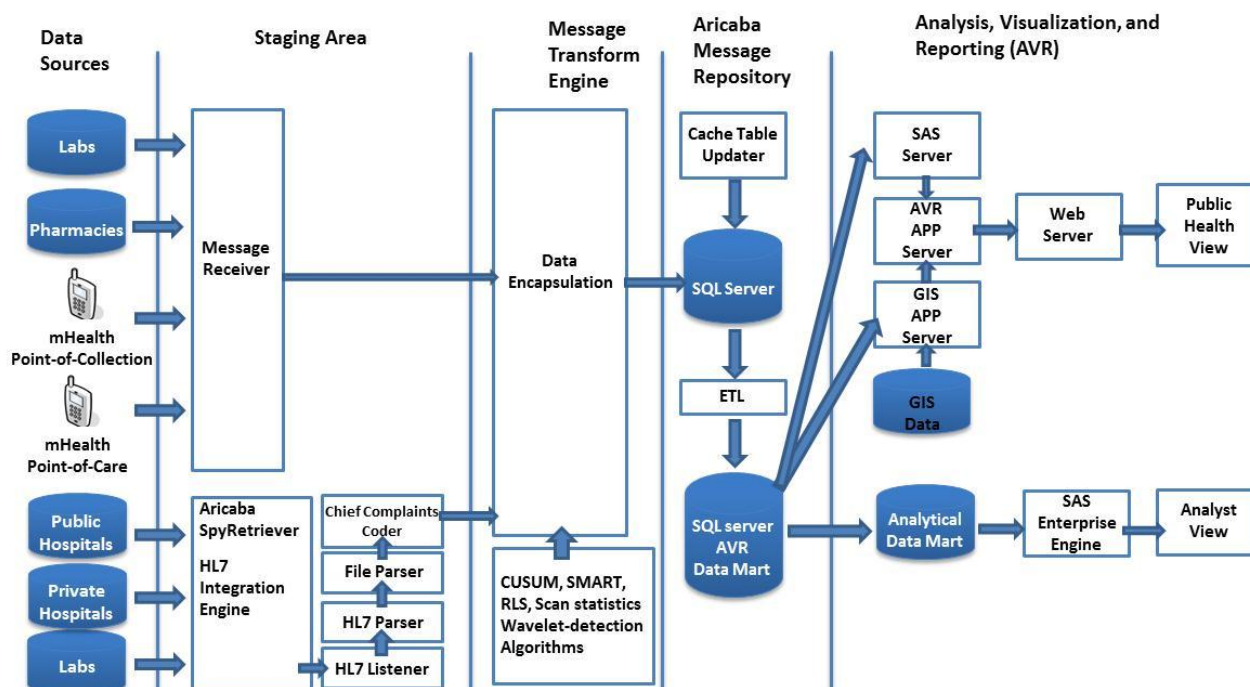 Data
Sources
Staging Area
Message
Transform
Engine
Aricaba
Message
Repository
Analysis, Visualization, and
Reporting (AVR)
Labs
Pharmacies
mHealth
Point-of-Collection
mHealth
Point-of-Care
Public
Hospitals
Private
Hospitals
Labs
Message
Receiver
Aricaba
SpyRetriever
HL7
Integration
Engine
Chief Complaints
Coder
File Parser
HL7 Parser
HL7 Listener
Data
Encapsulation
CUSUM, SMART,
RLS, Scan statistics
Wavelet-detection
Algorithms
Cache Table
Updater
SQL Server
ETL
SQL server
AVR
Data Mart
SAS
Server
AVR
APP
Server
GIS
APP
Server
GIS
Data
Web
Server
Public
Health
View
Analytical
Data Mart
SAS
Enterprise
Engine
Analyst
View